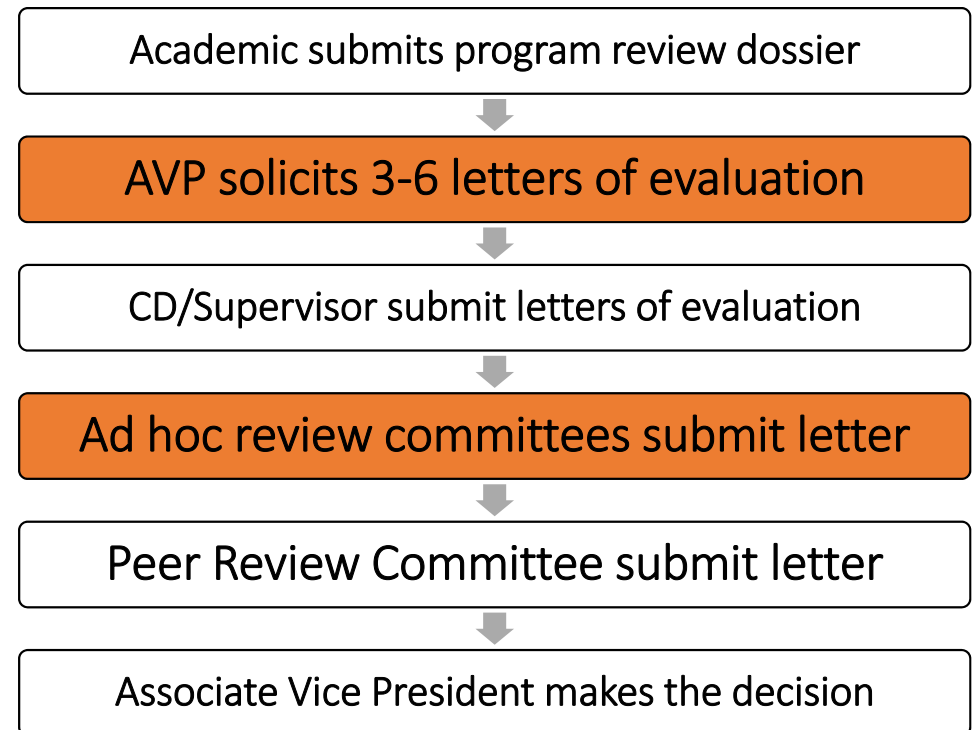 Academic submits program review dossier
AVP solicits 3-6 letters of evaluation
CD/Supervisor submit letters of evaluation
Ad hoc review committees submit letter
Peer Review Committee submit letter
Associate Vice President makes the decision